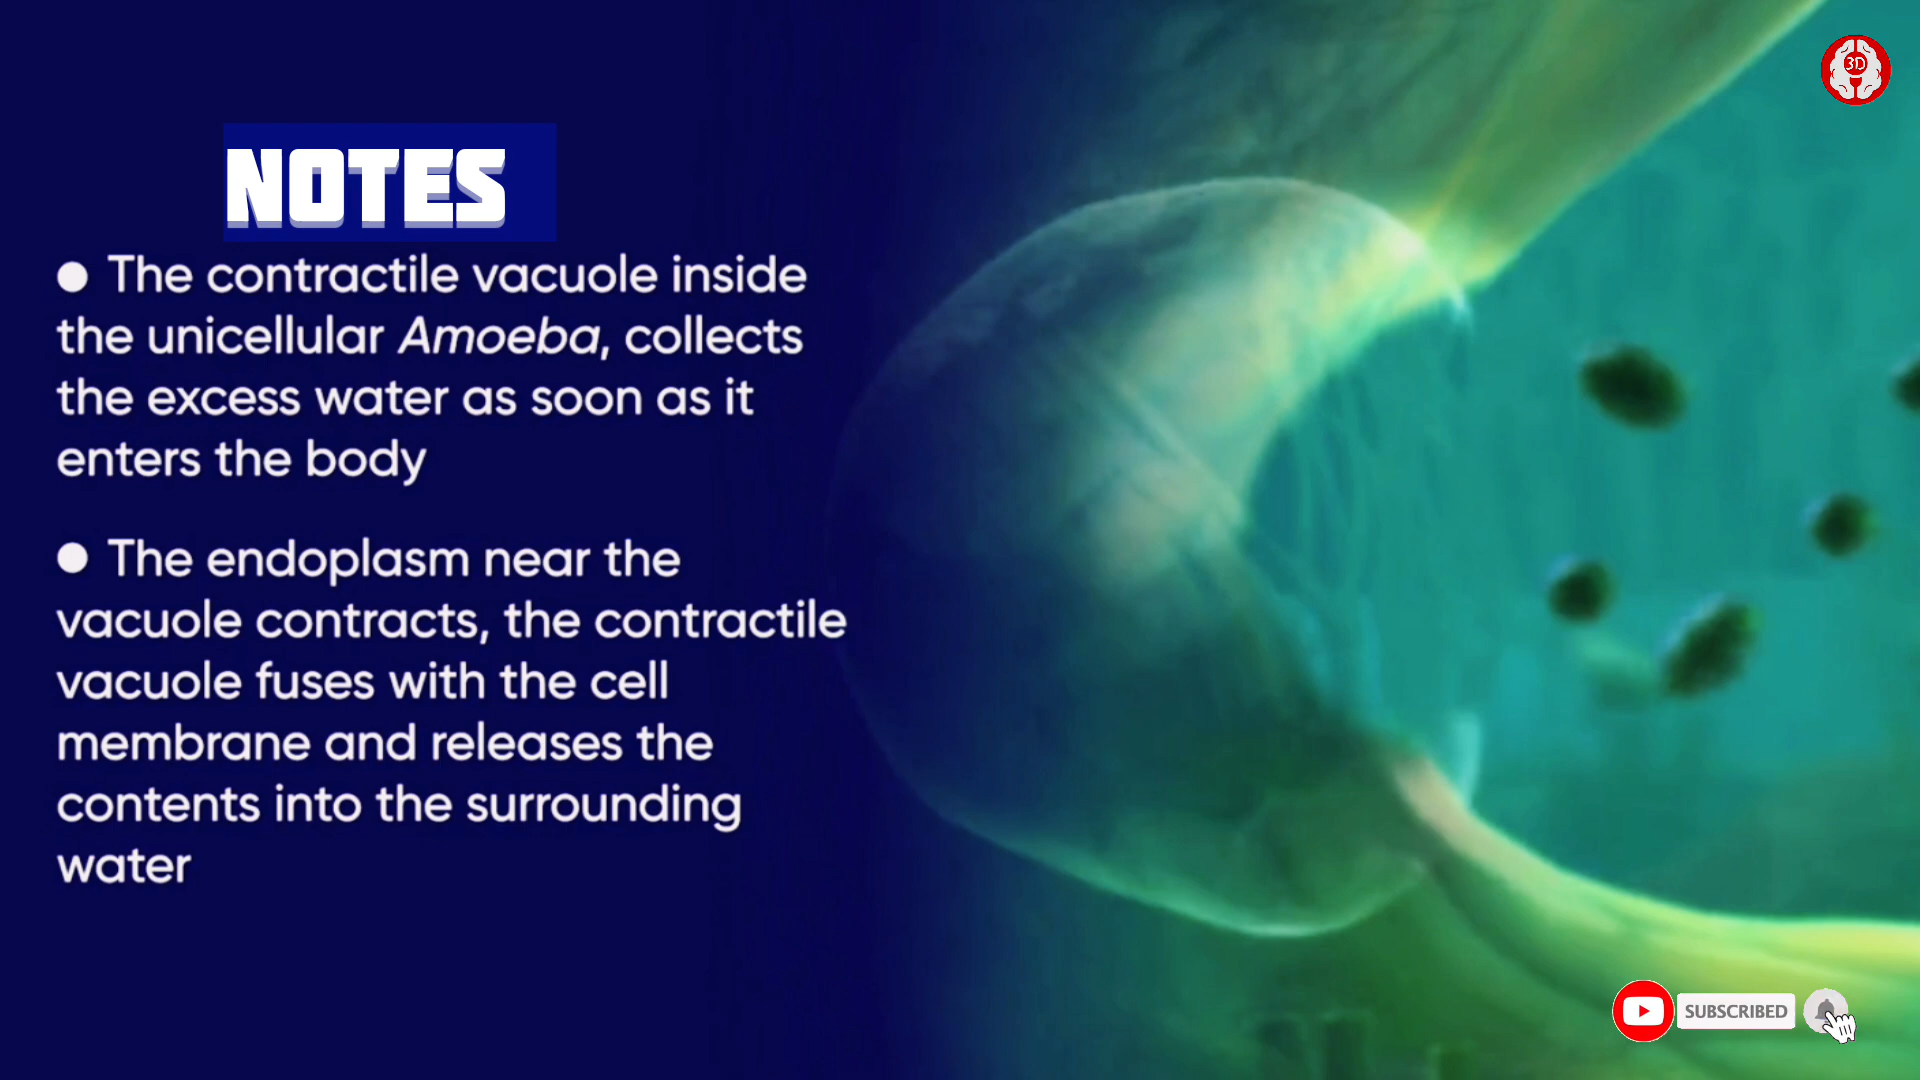 3D
NOTES
● The contractile vacuole inside
the unicellular Amoeba, collects
the excess water as soon as it
enters the body
● The endoplasm near the
vacuole contracts, the contractile
vacuole fuses with the cell
membrane and releases the
contents into the surrounding
water
SUBSCRIBED